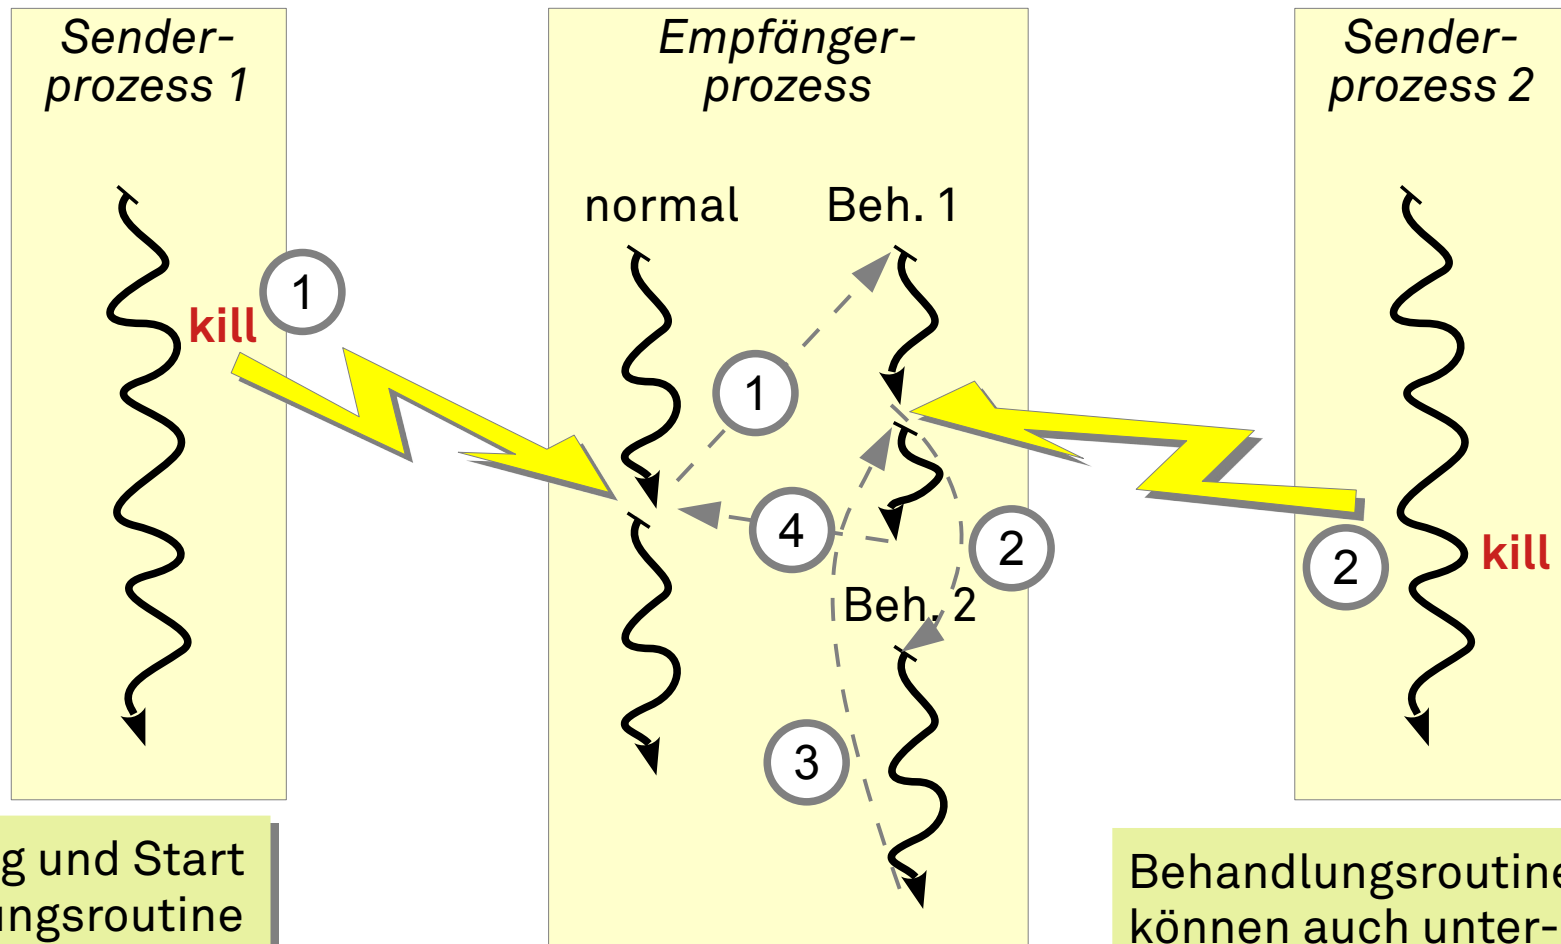 Sender-
prozess 1
Empfänger-
prozess
Sender-
prozess 2
normal
Beh. 1
1
kill
1
4
2
2
kill
Beh. 2
3
und Start
Behandlungsroutine
können auch unter-